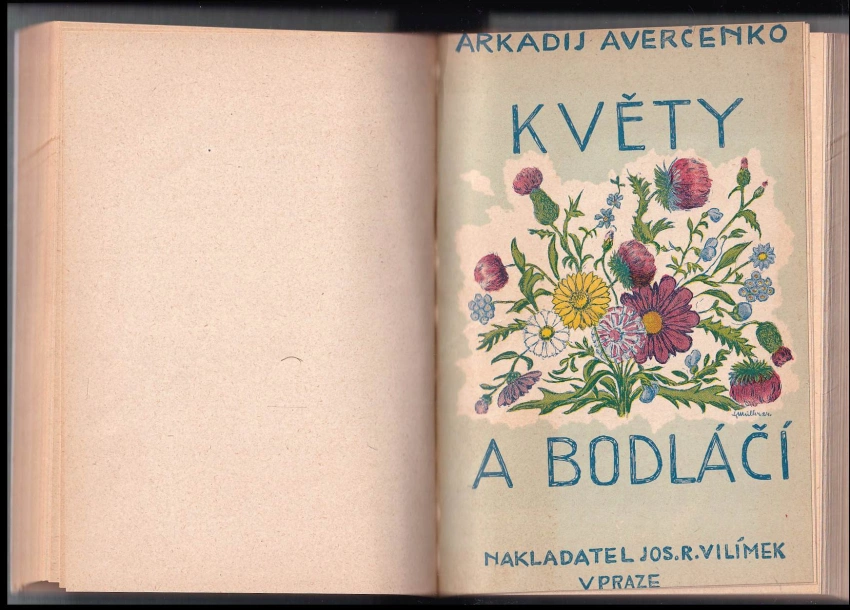 ARKADIJ AVERČENKO
KVĚTY
A BODLÁČÍ
NAKLADATEL JOS. R. VILÍMEK
V PRAZE